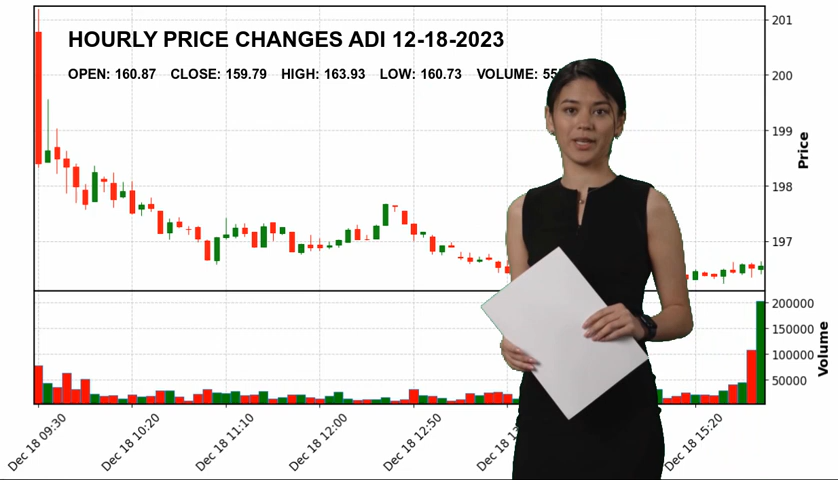 HOURLY PRICE CHANGES ADI 12-18-2023
OPEN: 160.87 CLOSE: 159.79 HIGH: 163.93 LOW: 160.73 VOLUME:
201
200
199
198
197
Price
200000
150000
100000
50000
Volume
Dec 18 09:30
Dec 18 10:20
Dec 18 11:10
Dec 18 12:00
Dec 18 12:50
Dec 18
Dec 18 15:20